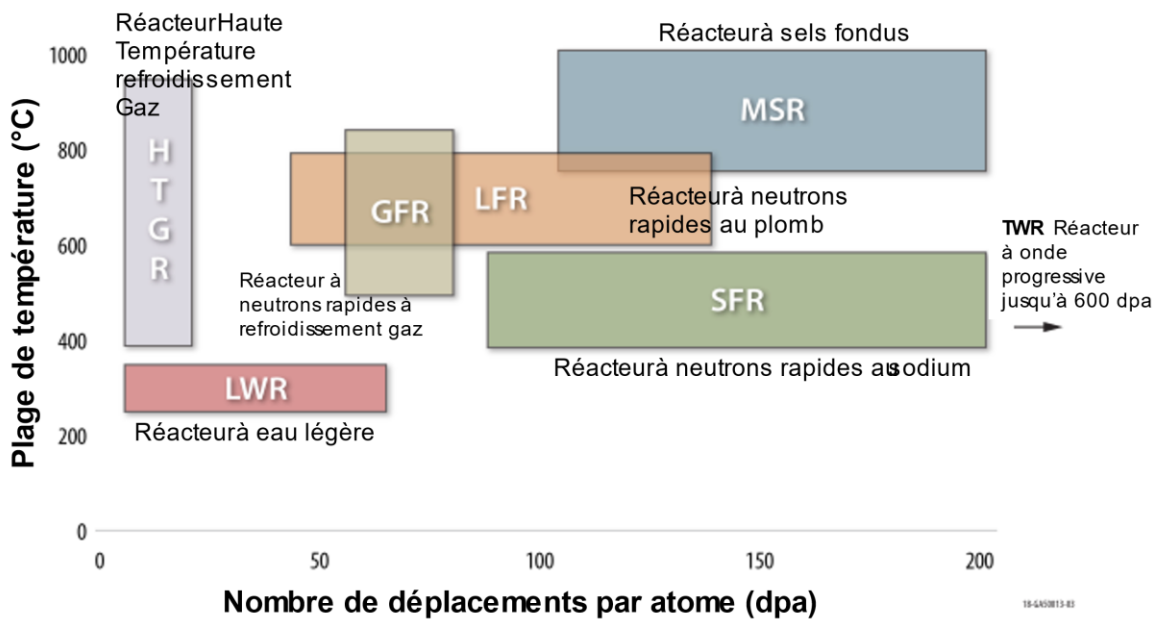 RéacteurHaute
Température
refroidissement
Gaz
Réacteurà sels fondus
1000
800
600
400
200
0
Plage de température (°C)
H
T
G
R
MSR
GFR
LFR
Réacteurà neutrons
rapides au plomb
TWR Réacteur
à onde
progressive
jusqu'à 600 dpa
Réacteur à
neutrons rapides à
refroidissement gaz
SFR
Réacteurà neutrons rapides au sodium
LWR
Réacteurà eau légère
0
50
100
150
200
Nombre de déplacements par atome (dpa)
18-GA50813-03